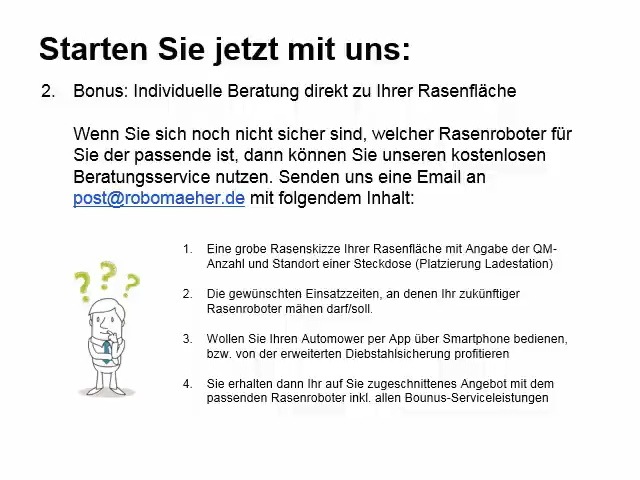 Starten Sie jetzt mit uns:
2. Bonus: Individuelle Beratung direkt zu Ihrer Rasenfläche
Wenn Sie sich noch nicht sicher sind, welcher Rasenroboter für
Sie der passende ist, dann können Sie unseren kostenlosen
Beratungsservice nutzen. Senden uns eine Email an
post@robomaeher.de mit folgendem Inhalt:
1. Eine grobe Rasenskizze Ihrer Rasenfläche mit Angabe der QM-
Anzahl und Standort einer Steckdose (Platzierung Ladestation)
2. Die gewünschten Einsatzzeiten, an denen Ihr zukünftiger
Rasenroboter mähen darf/soll.
3. Wollen Sie Ihren Automower per App über Smartphone bedienen,
bzw. von der erweiterten Diebstahlsicherung profitieren
4. Sie erhalten dann Ihr auf Sie zugeschnittenes Angebot mit dem
passenden Rasenroboter inkl. allen Bounus-Serviceleistungen